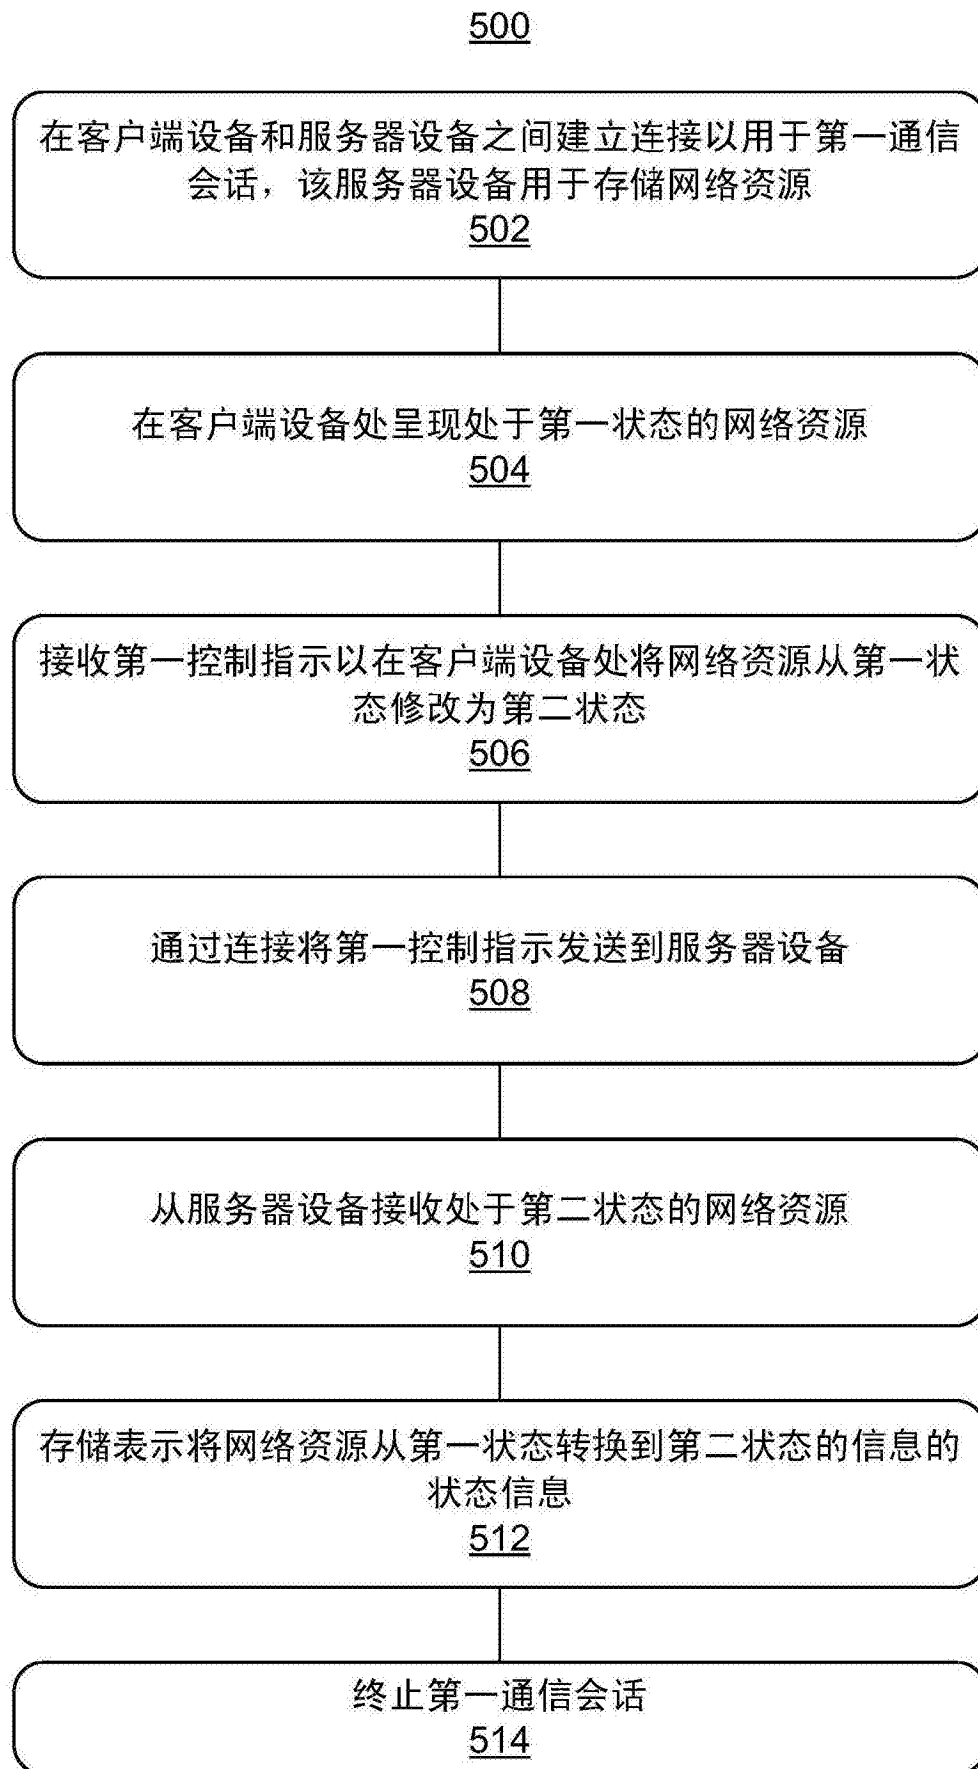 500
在客户端设备和服务器设备之间建立连接以用于第一通信
会话，该服务器设备用于存储网络资源
502
在客户端设备处呈现处于第一状态的网络资源
504
接收第一控制指示以在客户端设备处将网络资源从第一状
态修改为第二状态
506
通过连接将第一控制指示发送到服务器设备
508
从服务器设备接收处于第二状态的网络资源
510
存储表示将网络资源从第一状态转换到第二状态的信息的
状态信息
512
终止第一通信会话
514